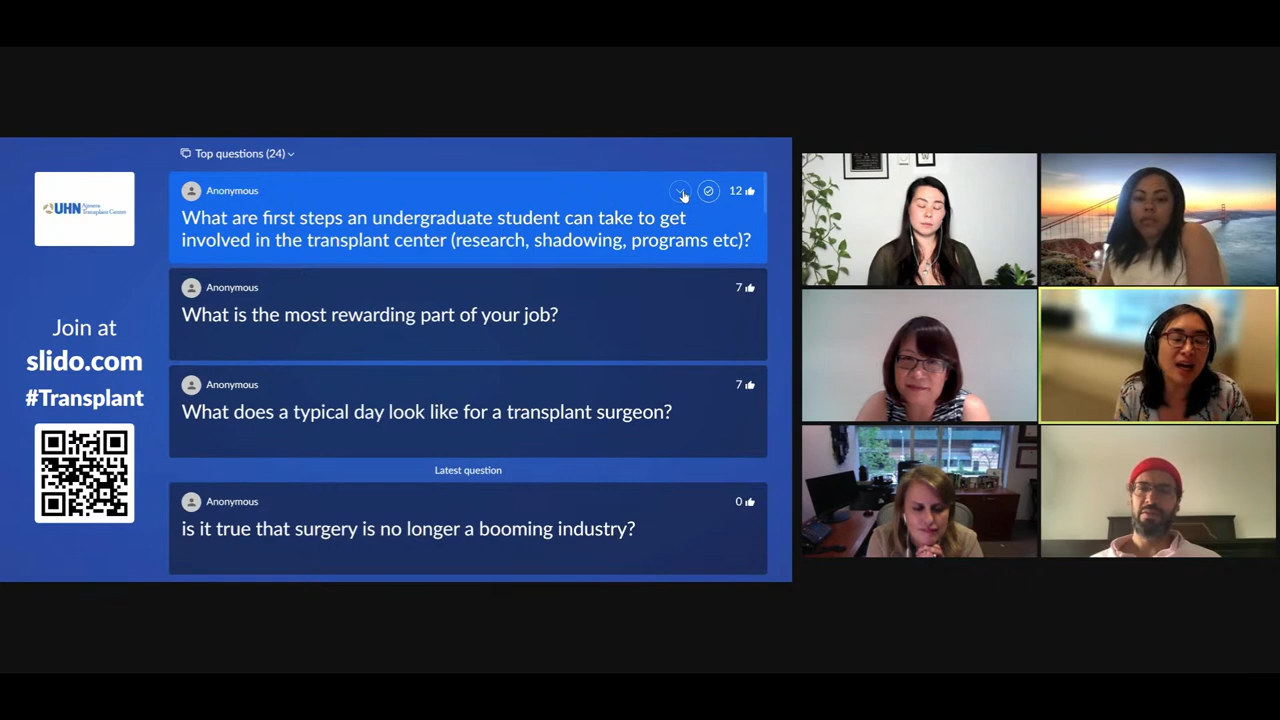 Top questions (24)
UHN Ajmera Transplant Centre
Anonymous
12
What are first steps an undergraduate student can take to get
involved in the transplant center (research, shadowing, programs etc)?
Anonymous
7
What is the most rewarding part of your job?
Join at
slido.com
#Transplant
Anonymous
7
What does a typical day look like for a transplant surgeon?
Latest question
Anonymous
0
is it true that surgery is no longer a booming industry?